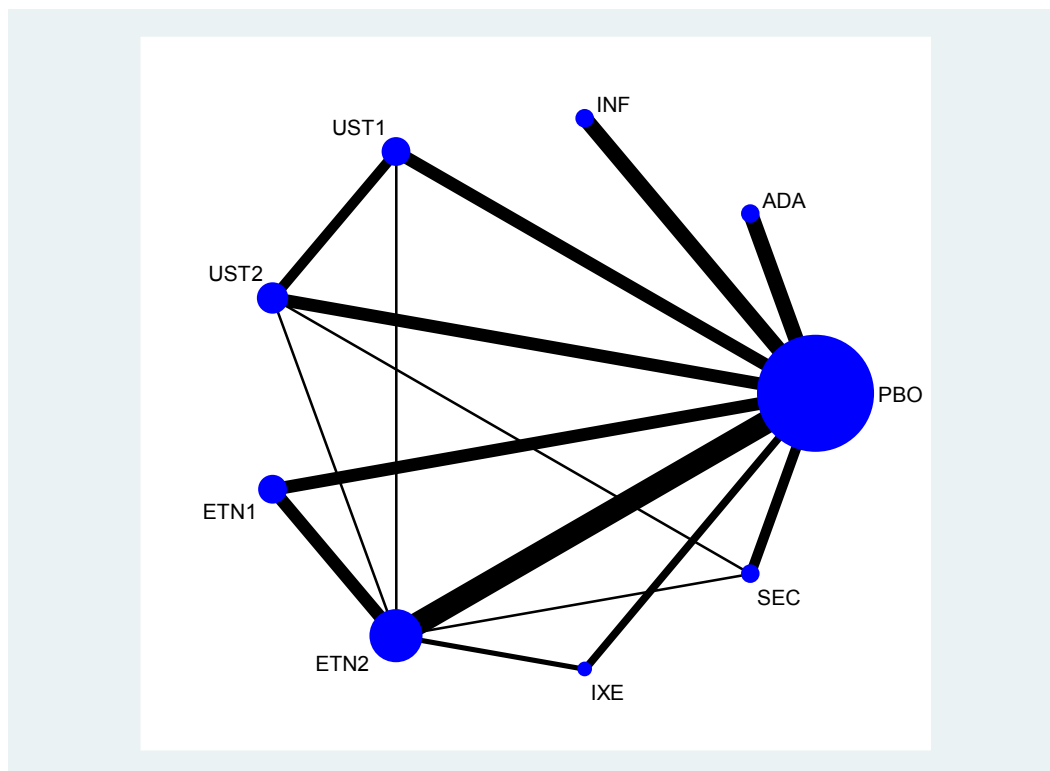 INF
UST1
ADA
UST2
PBO
ETN1
SEC
ETN2
IXE